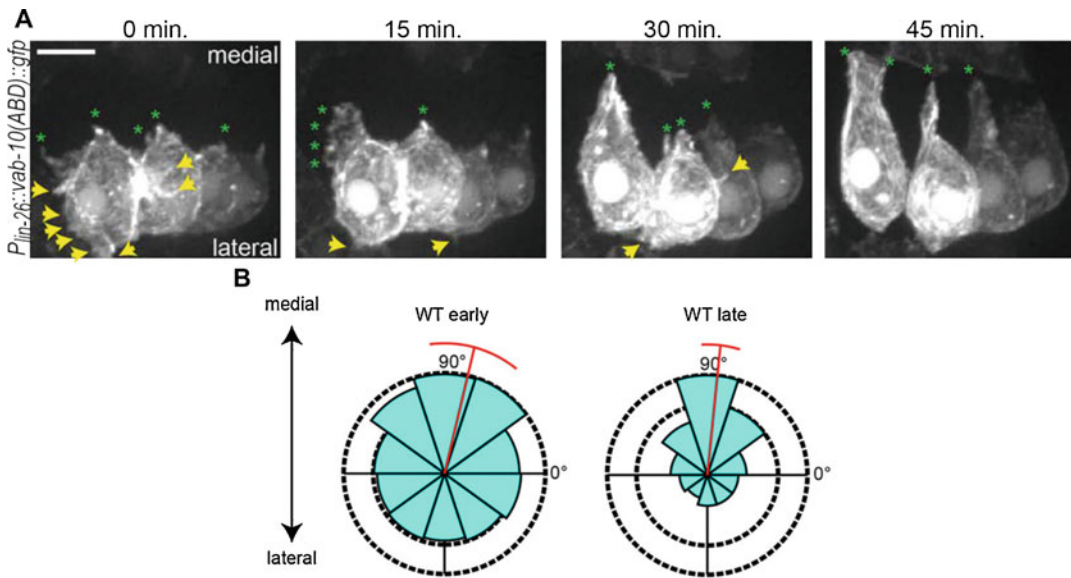 A
0 min.
15 min.
30 min.
45 min.
Plin-26::vab-10(ABD)::gfp
medial
lateral
B
medial
lateral
WT early
90°
0°
WT late
90°
0°